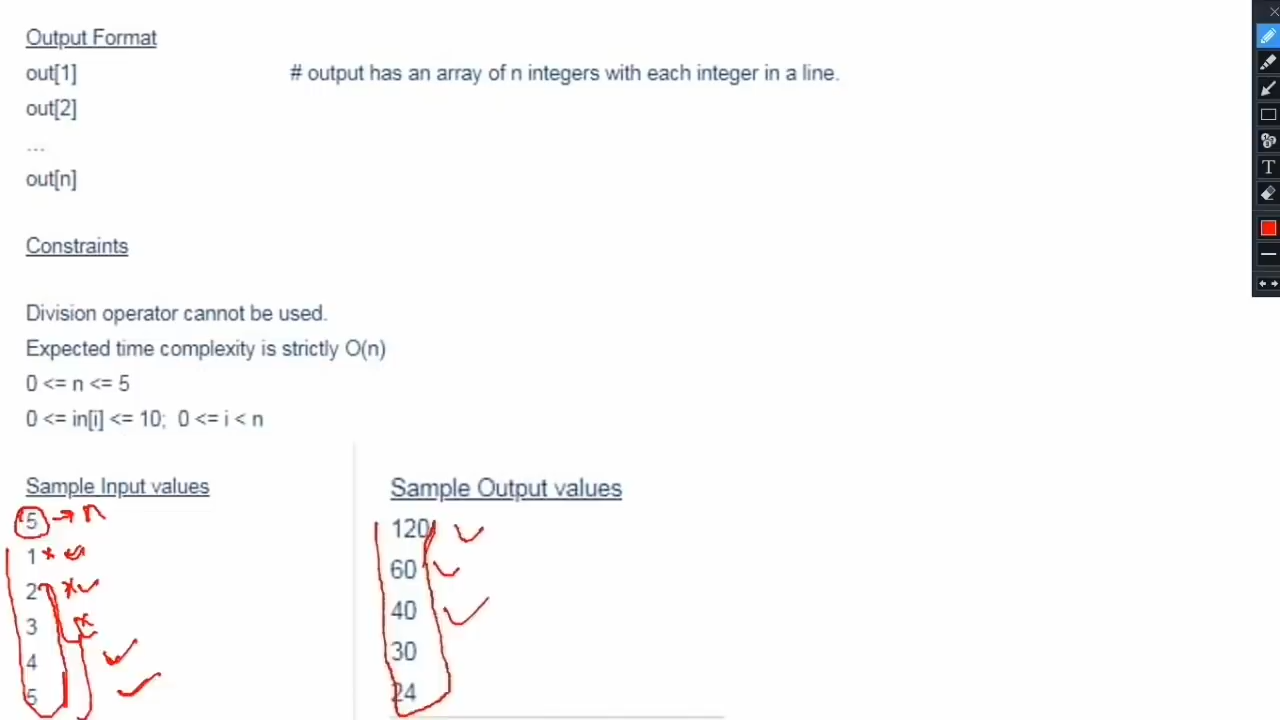 Output Format
out[1] # output has an array of n integers with each integer in a line.
out[2]
...
out[n]
Constraints
Division operator cannot be used.
Expected time complexity is strictly O(n)
0 <= n <= 5
0 <= in[i] <= 10; 0 <= i < n
Sample Input values
5 → n
1
2
3
4
5
Sample Output values
120
60
40
30
24